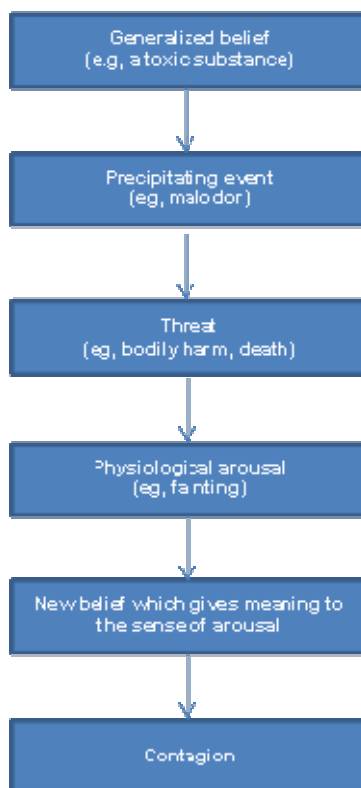 Generalized belief
(e.g, a toxic substance)
Precipitating event
(eg, malodor)
Threat
(eg, bodily harm, death)
Physiological arousal
(eg, fainting)
New belief which gives meaning to
the sense of arousal
Contagion